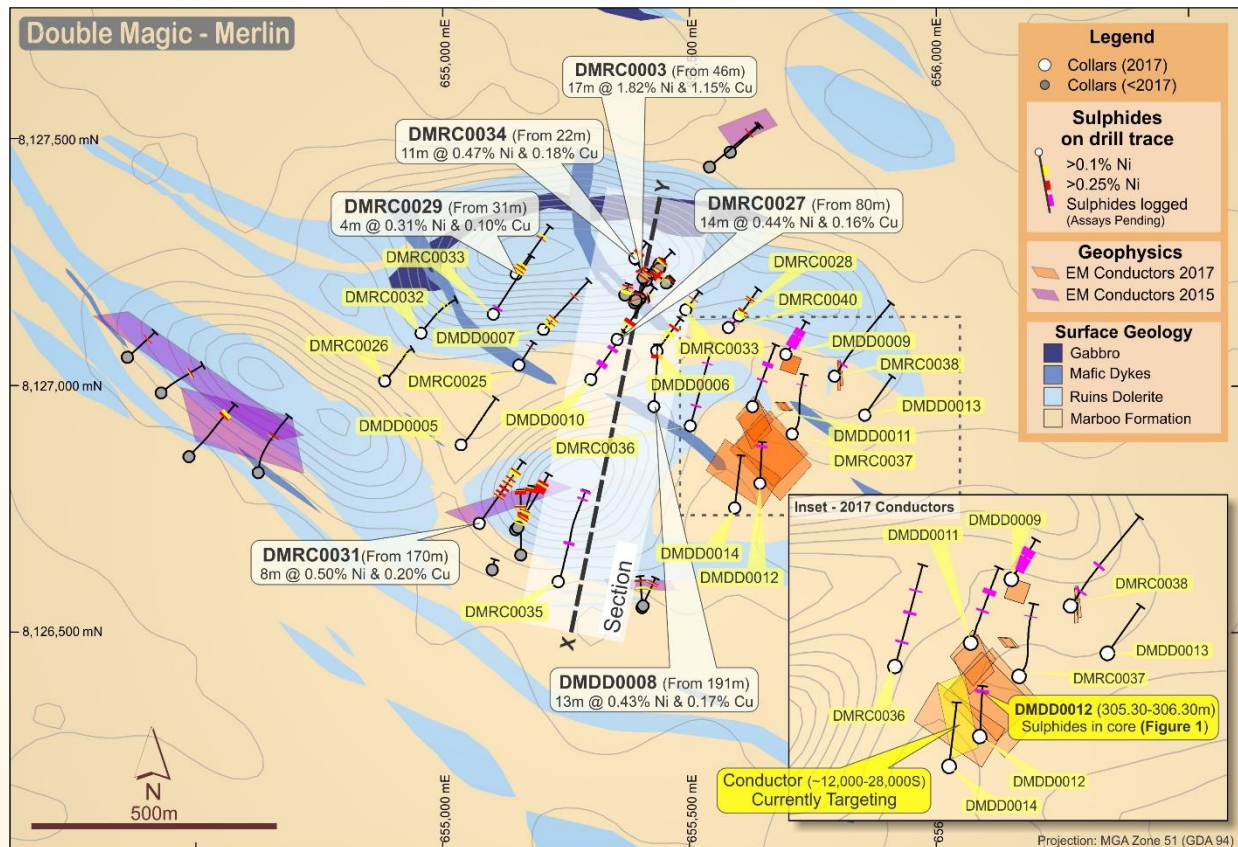 Double Magic - Merlin
655,000 mE
656,000 mE
8,127,500 mN
8,127,000 mN
8,126,500 mN
655,000 mE
655,500 mE
DMRC0003 (From 46m)
17m @ 1.82% Ni & 1.15% Cu
DMRC0034 (From 22m)
11m @ 0.47% Ni & 0.18% Cu
DMRC0029 (From 31m)
4m @ 0.31% Ni & 0.10% Cu
DMRC0027 (From 80m)
14m @ 0.44% Ni & 0.16% Cu
Y
DMRC0033
DMRC0032
DMDD0007
DMRC0026
DMRC0025
DMDD0005
DMDD0010
DMRC0036
DMRC0028
DMRC0040
DMRC0033
DMDD0006
DMDD0009
DMRC0038
DMDD0013
DMDD0011
DMRC0037
DMDD0014
DMDD0012
DMRC0031 (From 170m)
8m @ 0.50% Ni & 0.20% Cu
DMRC0035
X
Section
DMDD0008 (From 191m)
13m @ 0.43% Ni & 0.17% Cu
N
500m
Legend
Collars (2017)
Collars (<2017)
Sulphides
on drill trace
>0.1% Ni
>0.25% Ni
Sulphides logged
(Assays Pending)
Geophysics
EM Conductors 2017
EM Conductors 2015
Surface Geology
Gabbro
Mafic Dykes
Ruins Dolerite
Marboo Formation
Inset - 2017 Conductors
DMDD0009
DMDD0011
DMRC0038
DMDD0013
DMRC0037
DMRC0036
DMDD0012 (305.30-306.30m)
Sulphides in core (Figure 1)
DMDD0012
Conductor (~12,000-28,000S)
Currently Targeting
DMDD0014
Projection: MGA Zone 51 (GDA 94)